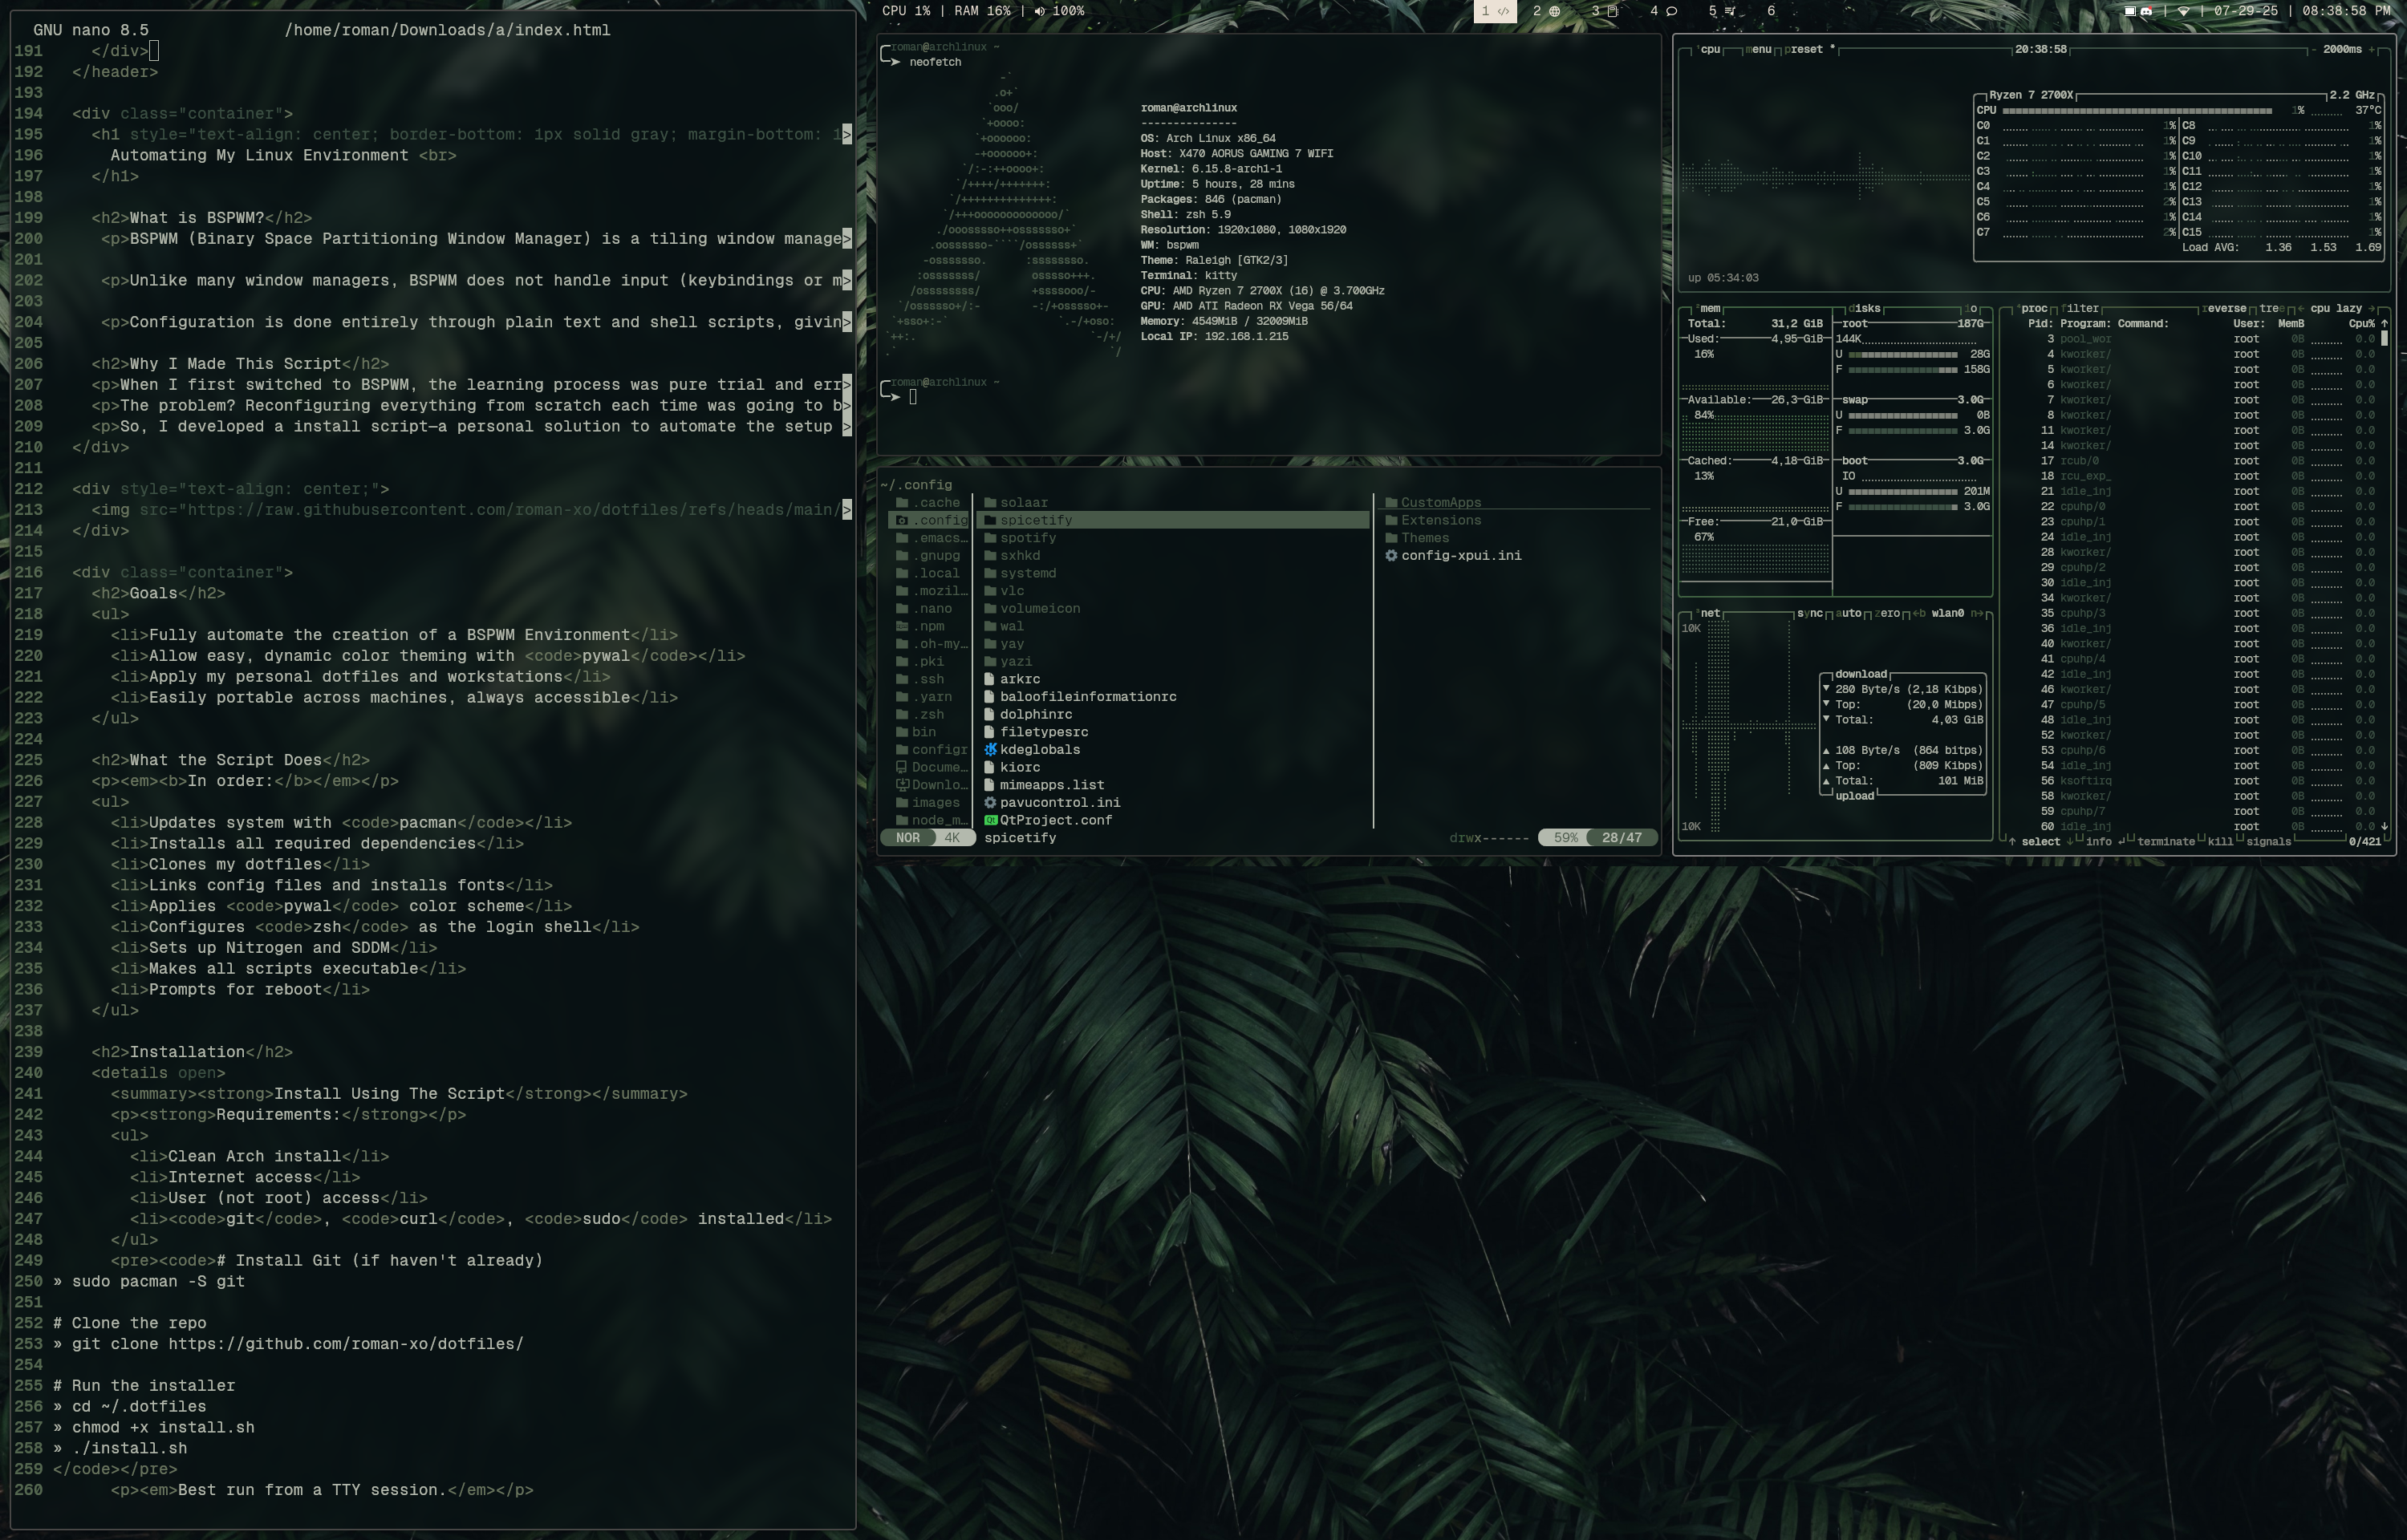 GNU nano 8.5 /home/roman/Downloads/a/index.html
191 </div>
192 </header>
193
194 <div class="container">
195 <h1 style="text-align: center; border-bottom: 1px solid gray; margin-bottom: 1>
196 Automating My Linux Environment <br>
197 </h1>
198
199 <h2>What is BSPWM?</h2>
200 <p>BSPWM (Binary Space Partitioning Window Manager) is a tiling window manage>
201
202 <p>Unlike many window managers, BSPWM does not handle input (keybindings or m>
203
204 <p>Configuration is done entirely through plain text and shell scripts, givin>
205
206 <h2>Why I Made This Script</h2>
207 <p>When I first switched to BSPWM, the learning process was pure trial and err>
208 <p>The problem? Reconfiguring everything from scratch each time was going to b>
209 <p>So, I developed a install script—a personal solution to automate the setup >
210 </div>
211
212 <div style="text-align: center;">
213 <img src="https://raw.githubusercontent.com/roman-xo/dotfiles/refs/heads/main/>
214 </div>
215
216 <div class="container">
217 <h2>Goals</h2>
218 <ul>
219 <li>Fully automate the creation of a BSPWM Environment</li>
220 <li>Allow easy, dynamic color theming with <code>pywal</code></li>
221 <li>Apply my personal dotfiles and workstations</li>
222 <li>Easily portable across machines, always accessible</li>
223 </ul>
224
225 <h2>What the Script Does</h2>
226 <p><em><b>In order:</b></em></p>
227 <ul>
228 <li>Updates system with <code>pacman</code></li>
229 <li>Installs all required dependencies</li>
230 <li>Clones my dotfiles</li>
231 <li>Links config files and installs fonts</li>
232 <li>Applies <code>pywal</code> color scheme</li>
233 <li>Configures <code>zsh</code> as the login shell</li>
234 <li>Sets up Nitrogen and SDDM</li>
235 <li>Makes all scripts executable</li>
236 <li>Prompts for reboot</li>
237 </ul>
238
239 <h2>Installation</h2>
240 <details open>
241 <summary><strong>Install Using The Script</strong></summary>
242 <p><strong>Requirements:</strong></p>
243 <ul>
244 <li>Clean Arch install</li>
245 <li>Internet access</li>
246 <li>User (not root) access</li>
247 <li><code>git</code>, <code>curl</code>, <code>sudo</code> installed</li>
248 </ul>
249 <pre><code># Install Git (if haven't already)
250 » sudo pacman -S git
251
252 # Clone the repo
253 » git clone https://github.com/roman-xo/dotfiles/
254
255 # Run the installer
256 » cd ~/.dotfiles
257 » chmod +x install.sh
258 » ./install.sh
259 </code></pre>
260 <p><em>Best run from a TTY session.</em></p>
CPU 1% | RAM 16% | 100%
1 2 3 4 5 6
| | 07-29-25 | 08:38:58 PM
roman@archlinux ~
neofetch
roman@archlinux
---------------
OS: Arch Linux x86_64
Host: X470 AORUS GAMING 7 WIFI
Kernel: 6.15.8-arch1-1
Uptime: 5 hours, 28 mins
Packages: 846 (pacman)
Shell: zsh 5.9
Resolution: 1920x1080, 1080x1920
WM: bspwm
Theme: Raleigh [GTK2/3]
Terminal: kitty
CPU: AMD Ryzen 7 2700X (16) @ 3.700GHz
GPU: AMD ATI Radeon RX Vega 56/64
Memory: 4549MiB / 32009MiB
Local IP: 192.168.1.215
roman@archlinux ~
~/.config
.cache solaar CustomApps
.config spicetify Extensions
.emacs… spotify Themes
.gnupg sxhkd config-xpui.ini
.local systemd
.mozil… vlc
.nano volumeicon
.npm wal
.oh-my… yay
.pki yazi
.ssh arkrc
.yarn baloofileinformationrc
.zsh dolphinrc
bin filetypesrc
configr kdeglobals
Docume… kiorc
Downlo… mimeapps.list
images pavucontrol.ini
node_m… QtProject.conf
NOR 4K spicetify drwx------ 59% 28/47
¹cpu menu preset * 20:38:58 - 2000ms +
Ryzen 7 2700X 2.2 GHz
CPU 1% 37°C
C0 1% C8 1%
C1 1% C9 1%
C2 1% C10 1%
C3 1% C11 1%
C4 1% C12 1%
C5 2% C13 1%
C6 1% C14 1%
C7 2% C15 1%
Load AVG: 1.36 1.53 1.69
up 05:34:03
²mem disks io
Total: 31,2 GiB root 187G
Used: 4,95 GiB 144K
16% U 28G
F 158G
Available: 26,3 GiB swap 3.0G
84% U 0B
F 3.0G
Cached: 4,18 GiB boot 3.0G
13% IO
U 201M
F 3.0G
Free: 21,0 GiB
67%
³net sync auto zero <b wlan0 n>
10K
download
▼ 280 Byte/s (2,18 Kibps)
▼ Top: (20,0 Mibps)
▼ Total: 4,03 GiB
▲ 108 Byte/s (864 bitps)
▲ Top: (809 Kibps)
▲ Total: 101 MiB
upload
10K
⁴proc filter reverse tree < cpu lazy >
Pid: Program: Command: User: MemB Cpu% ↑
3 pool_wor root 0B 0.0
4 kworker/ root 0B 0.0
5 kworker/ root 0B 0.0
6 kworker/ root 0B 0.0
7 kworker/ root 0B 0.0
8 kworker/ root 0B 0.0
11 kworker/ root 0B 0.0
14 kworker/ root 0B 0.0
17 rcub/0 root 0B 0.0
18 rcu_exp_ root 0B 0.0
21 idle_inj root 0B 0.0
22 cpuhp/0 root 0B 0.0
23 cpuhp/1 root 0B 0.0
24 idle_inj root 0B 0.0
28 kworker/ root 0B 0.0
29 cpuhp/2 root 0B 0.0
30 idle_inj root 0B 0.0
34 kworker/ root 0B 0.0
35 cpuhp/3 root 0B 0.0
36 idle_inj root 0B 0.0
40 kworker/ root 0B 0.0
41 cpuhp/4 root 0B 0.0
42 idle_inj root 0B 0.0
46 kworker/ root 0B 0.0
47 cpuhp/5 root 0B 0.0
48 idle_inj root 0B 0.0
52 kworker/ root 0B 0.0
53 cpuhp/6 root 0B 0.0
54 idle_inj root 0B 0.0
56 ksoftirq root 0B 0.0
58 kworker/ root 0B 0.0
59 cpuhp/7 root 0B 0.0
60 idle_inj root 0B 0.0 ↓
↑ select ↓ info ↵ terminate kill signals 0/421